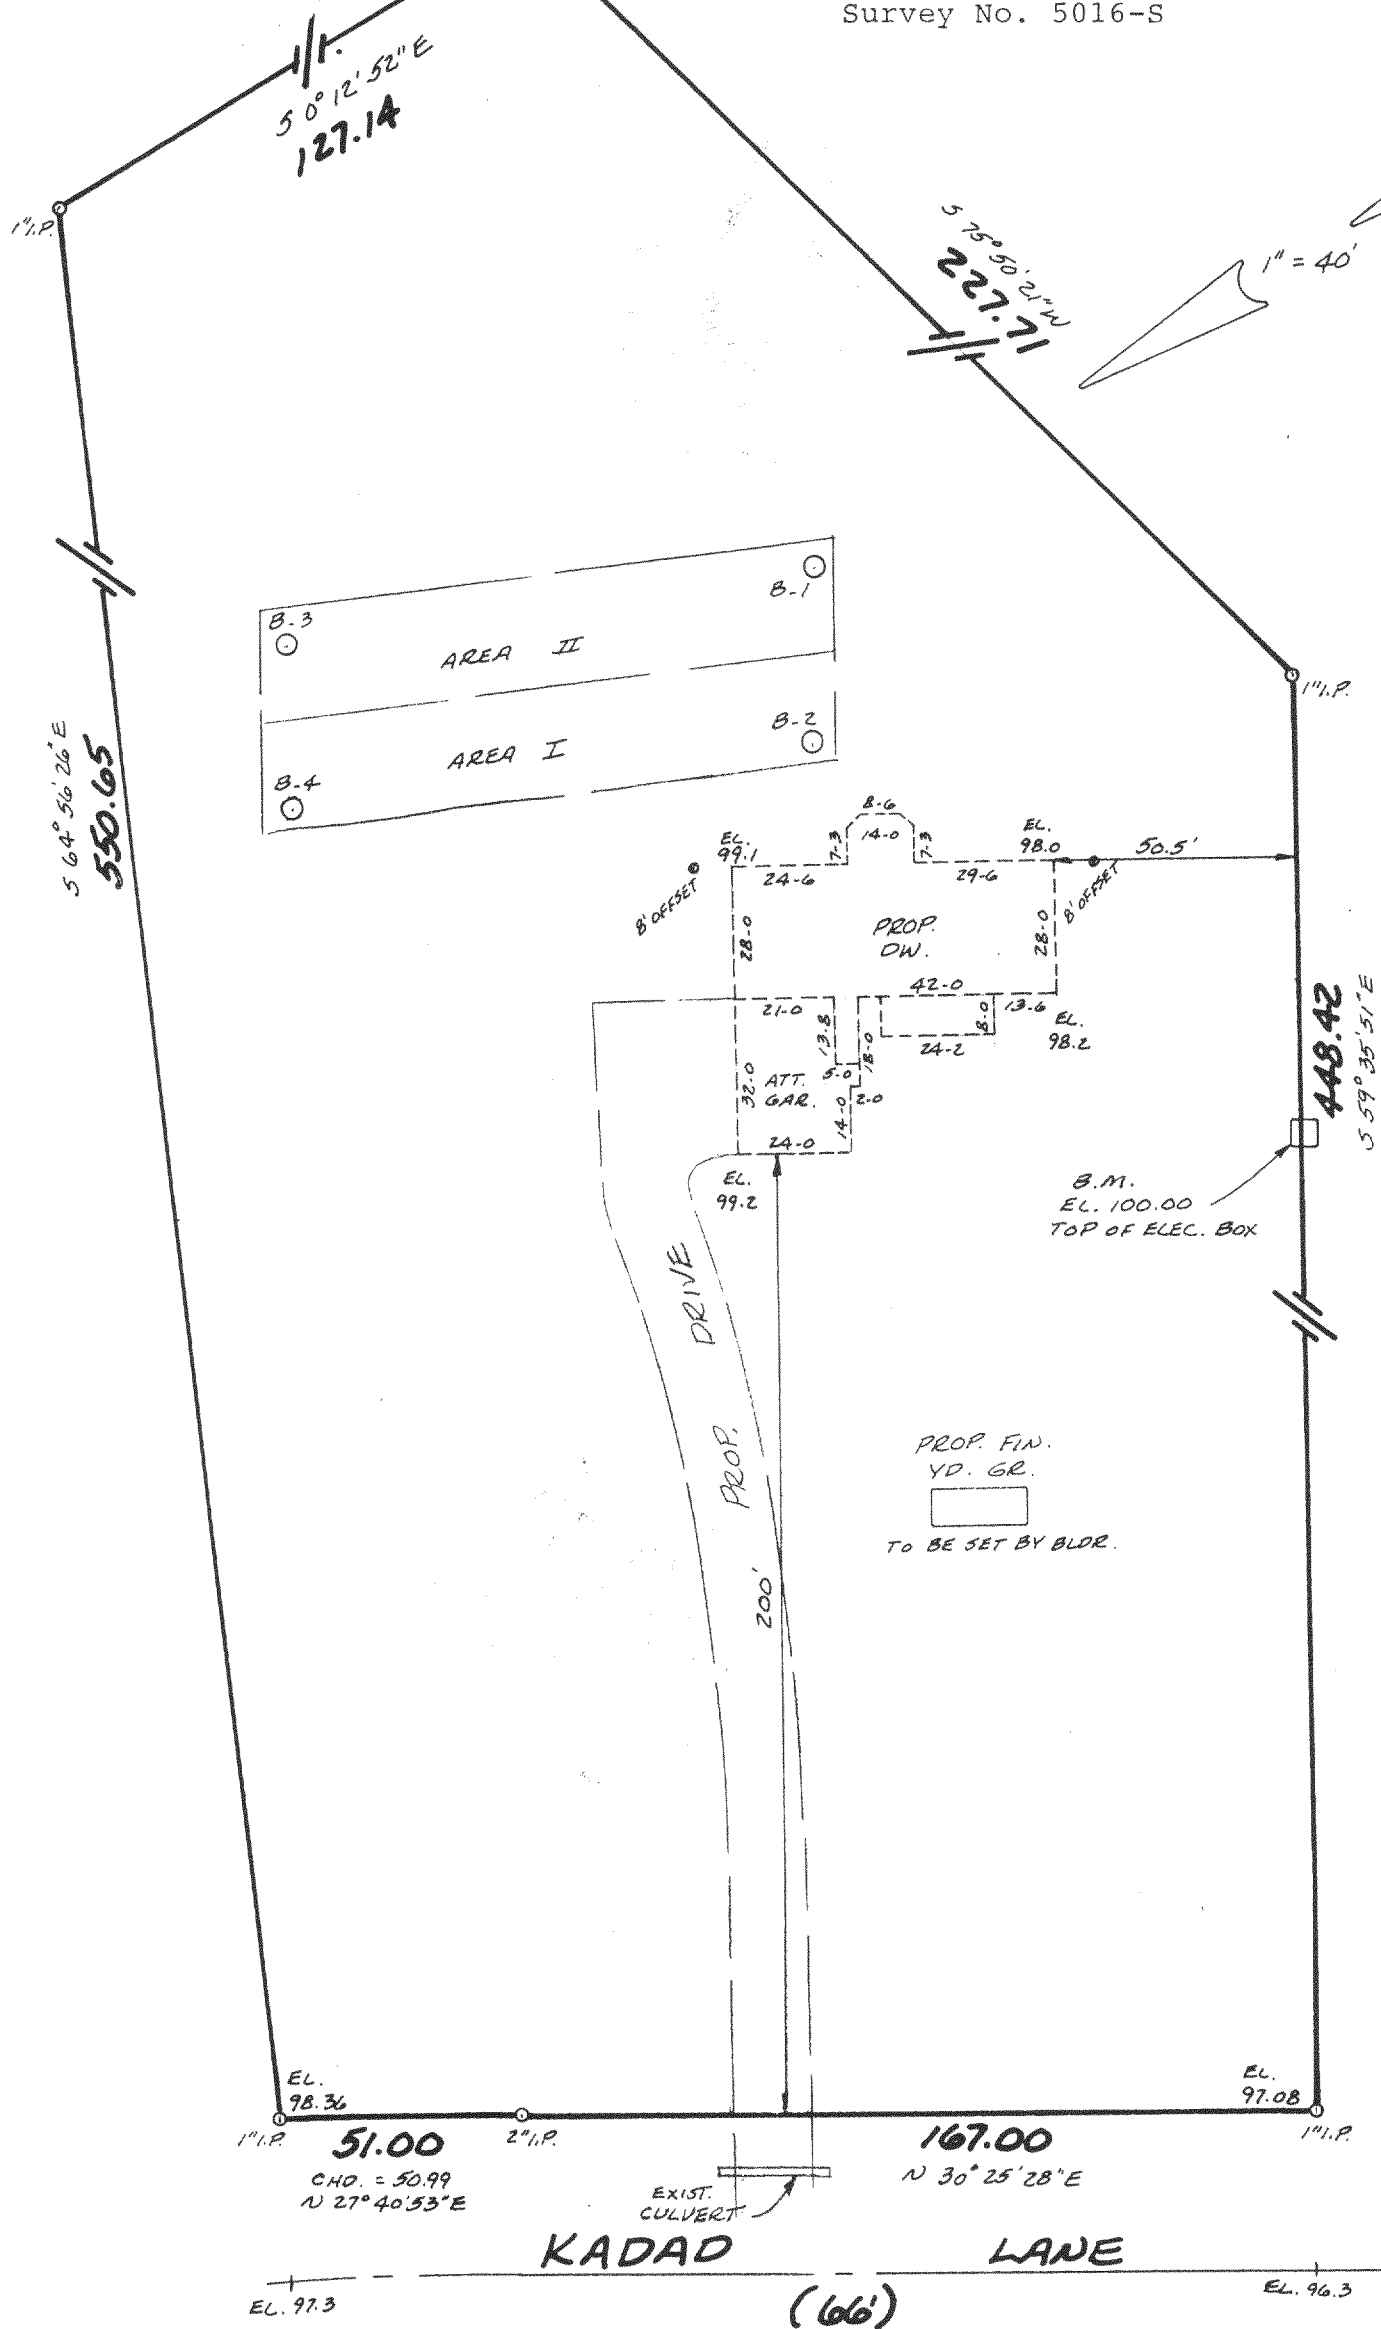 Survey No. 5016-S
S 0° 12' 52" E
127.14
1" I.P.
S 75° 50' 21" W
227.71
1" = 40'
B-1
B-3
AREA II
1" I.P.
B-2
AREA I
B-4
S 64° 56' 26" E
550.65
8-6
14-0
7-3
7-3
EL.
99.1
EL.
98.0
50.5'
24-6
29-6
8' OFFSET
8' OFFSET
28-0
PROP.
DW.
28-0
42-0
21-0
13-6
13-8
18-0
8-0
24-2
EL.
98.2
448.42
S 59° 35' 51" E
5-0
32.0
ATT.
GAR.
14-0
2-0
24-0
EL.
99.2
B.M.
EL. 100.00
TOP OF ELEC. BOX
PROP. DRIVE
PROP. FIN.
YD. GR.
TO BE SET BY BLDR.
200'
EL.
98.36
EL.
97.08
1" I.P.
51.00
2" I.P.
167.00
1" I.P.
CHD. = 50.99
N 27° 40' 53" E
N 30° 25' 28" E
EXIST.
CULVERT
KADAD LANE
EL. 97.3
(66')
EL. 96.3